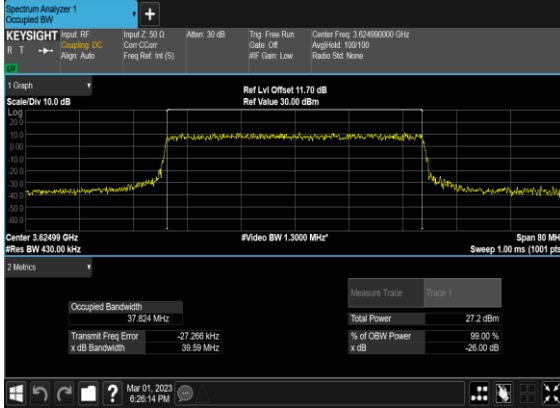 Spectrum Analyzer 1
Occupied BW
+
KEYSIGHT Input: RF Input Z: 50 Ω Atten: 30 dB Trig: Free Run Center Freq: 3.624990000 GHz
R T Coupling: DC Corr CCorr Gate: Off Avg|Hold: 100/100
Align: Auto Freq Ref: Int (S) #IF Gain: Low Radio Std: None
1 Graph
Ref Lvl Offset 11.70 dB
Scale/Div 10.0 dB Ref Value 30.00 dBm
Log
20.0
10.0
0.00
-10.0
-20.0
-30.0
-40.0
-50.0
-60.0
Center 3.62499 GHz #Video BW 1.3000 MHz* Span 80 MH
#Res BW 430.00 kHz Sweep 1.00 ms (1001 pts
2 Metrics
Measure Trace Trace 1
Occupied Bandwidth
37.824 MHz Total Power 27.2 dBm
Transmit Freq Error -27.266 kHz % of OBW Power 99.00 %
x dB Bandwidth 39.59 MHz x dB -26.00 dB
? Mar 01, 2023
6:26:14 PM